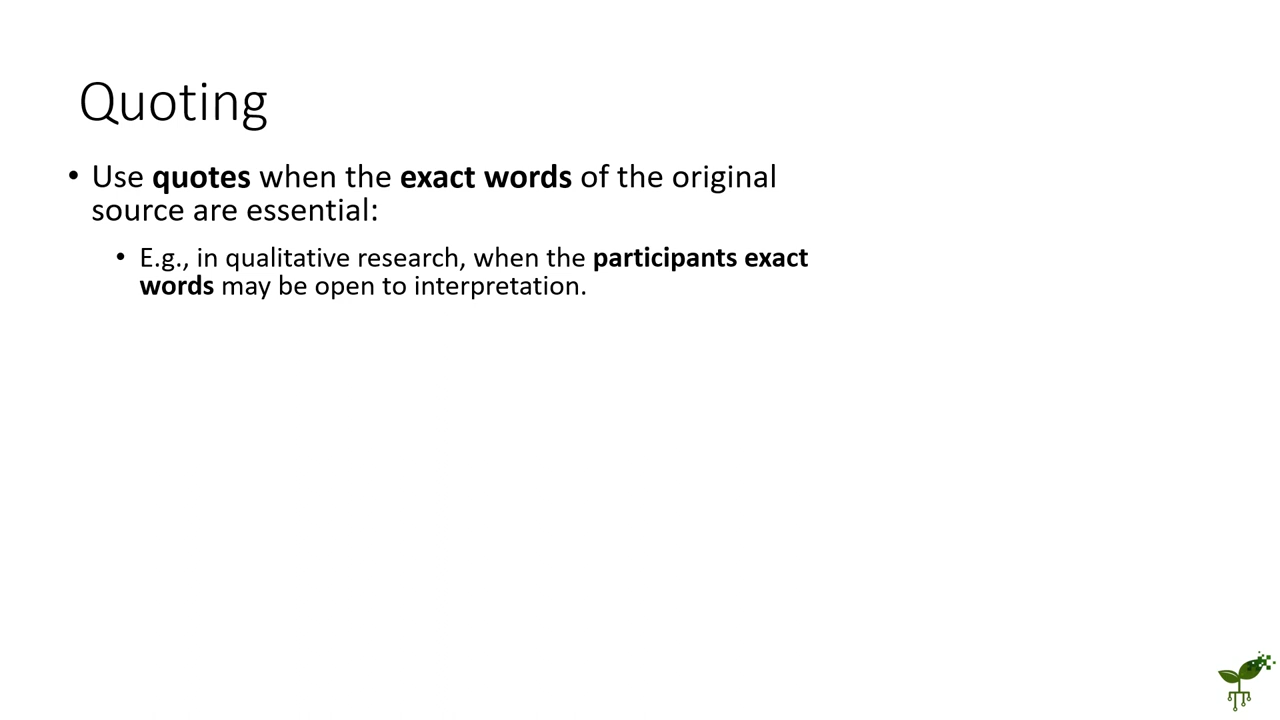 Quoting
• Use quotes when the exact words of the original
source are essential:
• E.g., in qualitative research, when the participants exact
words may be open to interpretation.